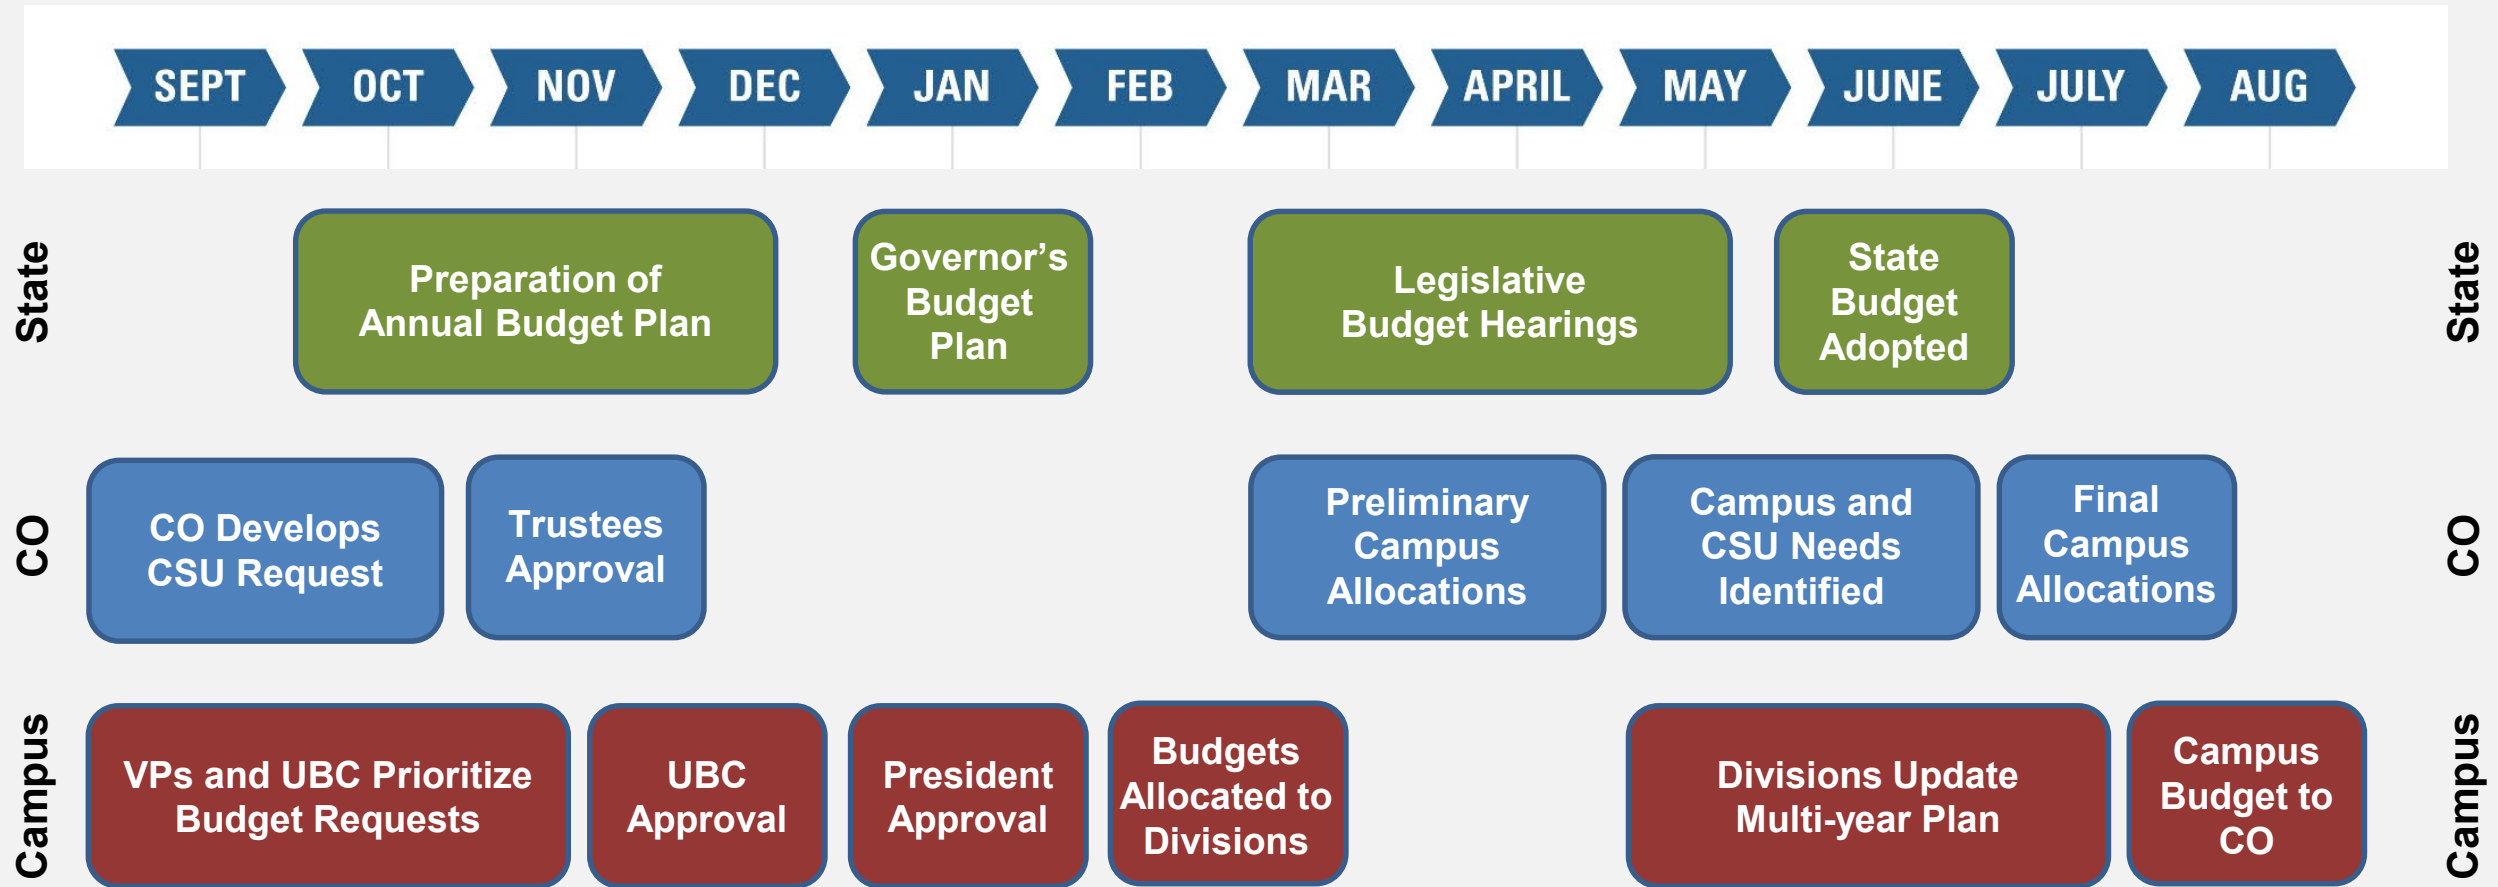 SEPT
OCT
NOV
DEC
JAN
FEB
MAR
APRIL
MAY
JUNE
JULY
AUG
State
Preparation of
Annual Budget Plan
Governor’s
Budget
Plan
Legislative
Budget Hearings
State
Budget
Adopted
State
CO
CO Develops
CSU Request
Trustees
Approval
Preliminary
Campus
Allocations
Campus and
CSU Needs
Identified
Final
Campus
Allocations
CO
Campus
VPs and UBC Prioritize
Budget Requests
UBC
Approval
President
Approval
Budgets
Allocated to
Divisions
Divisions Update
Multi-year Plan
Campus
Budget to
CO
Campus